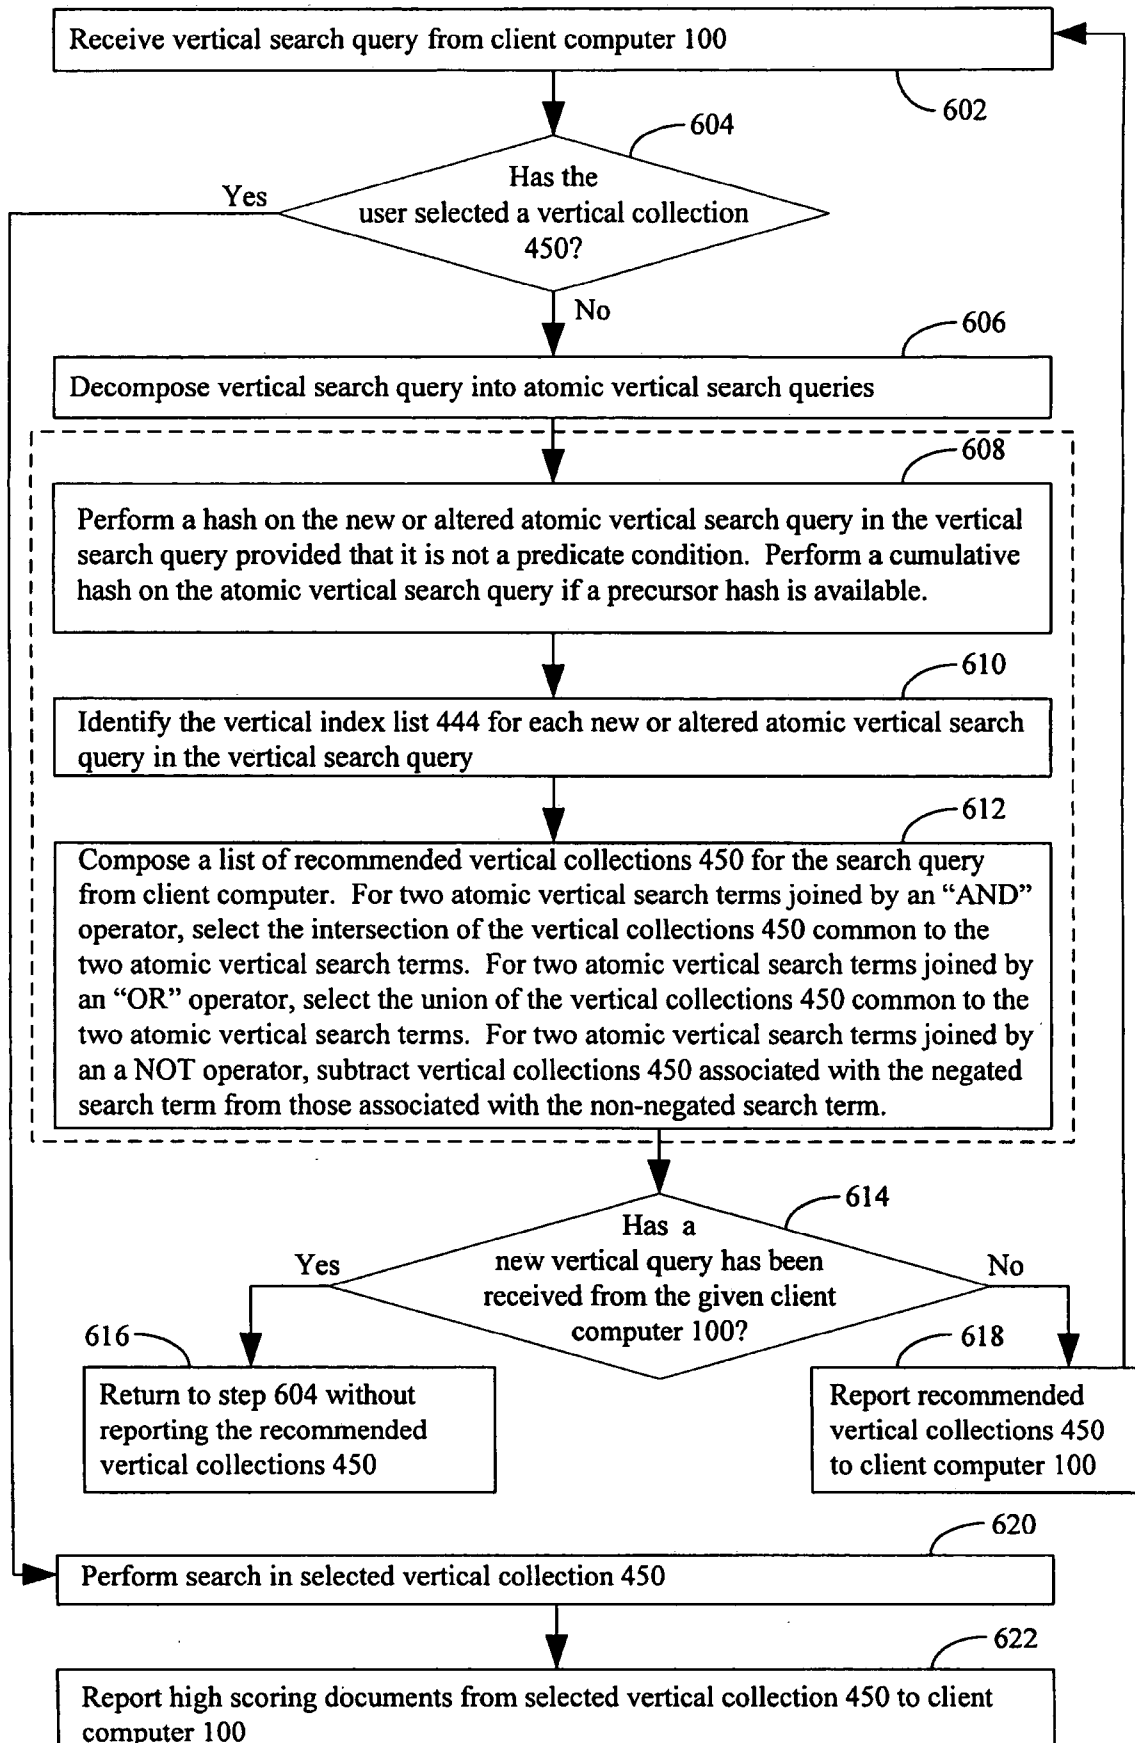 Receive vertical search query from client computer 100
602
604
Has the
user selected a vertical collection
450?
Yes
No
606
Decompose vertical search query into atomic vertical search queries
608
Perform a hash on the new or altered atomic vertical search query in the vertical
search query provided that it is not a predicate condition. Perform a cumulative
hash on the atomic vertical search query if a precursor hash is available.
610
Identify the vertical index list 444 for each new or altered atomic vertical search
query in the vertical search query
612
Compose a list of recommended vertical collections 450 for the search query
from client computer. For two atomic vertical search terms joined by an “AND”
operator, select the intersection of the vertical collections 450 common to the
two atomic vertical search terms. For two atomic vertical search terms joined by
an “OR” operator, select the union of the vertical collections 450 common to the
two atomic vertical search terms. For two atomic vertical search terms joined by
an a NOT operator, subtract vertical collections 450 associated with the negated
search term from those associated with the non-negated search term.
614
Has a
new vertical query has been
received from the given client
computer 100?
Yes
No
616
Return to step 604 without
reporting the recommended
vertical collections 450
618
Report recommended
vertical collections 450
to client computer 100
620
Perform search in selected vertical collection 450
622
Report high scoring documents from selected vertical collection 450 to client
computer 100